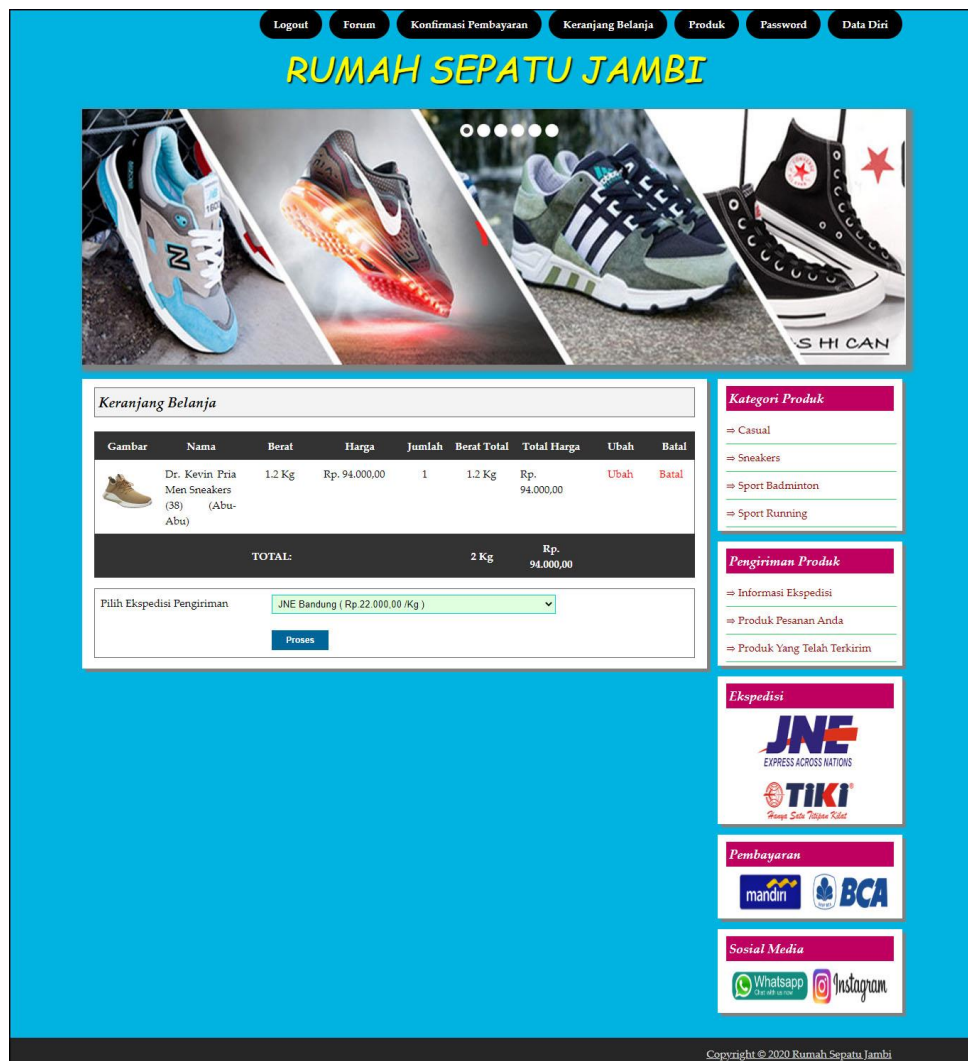 Logout Forum Konfirmasi Pembayaran Keranjang Belanja Produk Password Data Diri
RUMAH SEPATU JAMBI
N
HI CAN
Keranjang Belanja
Gambar Nama Berat Harga Jumlah Berat Total Total Harga Ubah Batal
Dr. Kevin Pria 1.2 Kg Rp. 94.000,00 1 1.2 Kg Rp. Ubah Batal
Men Sneakers 94.000,00
(38) (Abu-
Abu)
TOTAL: 2 Kg Rp.
94.000,00
Pilih Ekspedisi Pengiriman JNE Bandung ( Rp.22.000,00 /Kg )
Proses
Kategori Produk
⇒ Casual
⇒ Sneakers
⇒ Sport Badminton
⇒ Sport Running
Pengiriman Produk
⇒ Informasi Ekspedisi
⇒ Produk Pesanan Anda
⇒ Produk Yang Telah Terkirim
Ekspedisi
JNE
EXPRESS ACROSS NATIONS
TIKI
Hanya Satu Titipan Kilat
Pembayaran
mandiri BCA
Sosial Media
Whatsapp Instagram
Chat with us now
Copyright © 2020 Rumah Sepatu Jambi